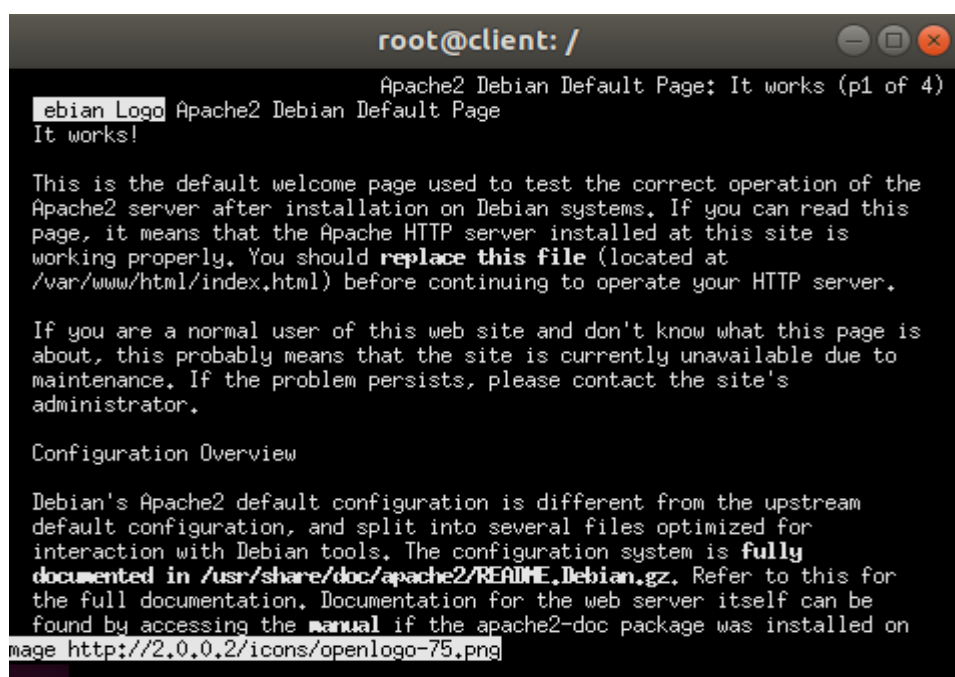 root@client: /
Apache2 Debian Default Page: It works (p1 of 4)
ebian Logo Apache2 Debian Default Page
It works!
This is the default welcome page used to test the correct operation of the
Apache2 server after installation on Debian systems. If you can read this
page, it means that the Apache HTTP server installed at this site is
working properly. You should replace this file (located at
/var/www/html/index.html) before continuing to operate your HTTP server.
If you are a normal user of this web site and don't know what this page is
about, this probably means that the site is currently unavailable due to
maintenance. If the problem persists, please contact the site's
administrator.
Configuration Overview
Debian's Apache2 default configuration is different from the upstream
default configuration, and split into several files optimized for
interaction with Debian tools. The configuration system is fully
documented in /usr/share/doc/apache2/README.Debian.gz. Refer to this for
the full documentation. Documentation for the web server itself can be
found by accessing the manual if the apache2-doc package was installed on
mage http://2.0.0.2/icons/openlogo-75.png